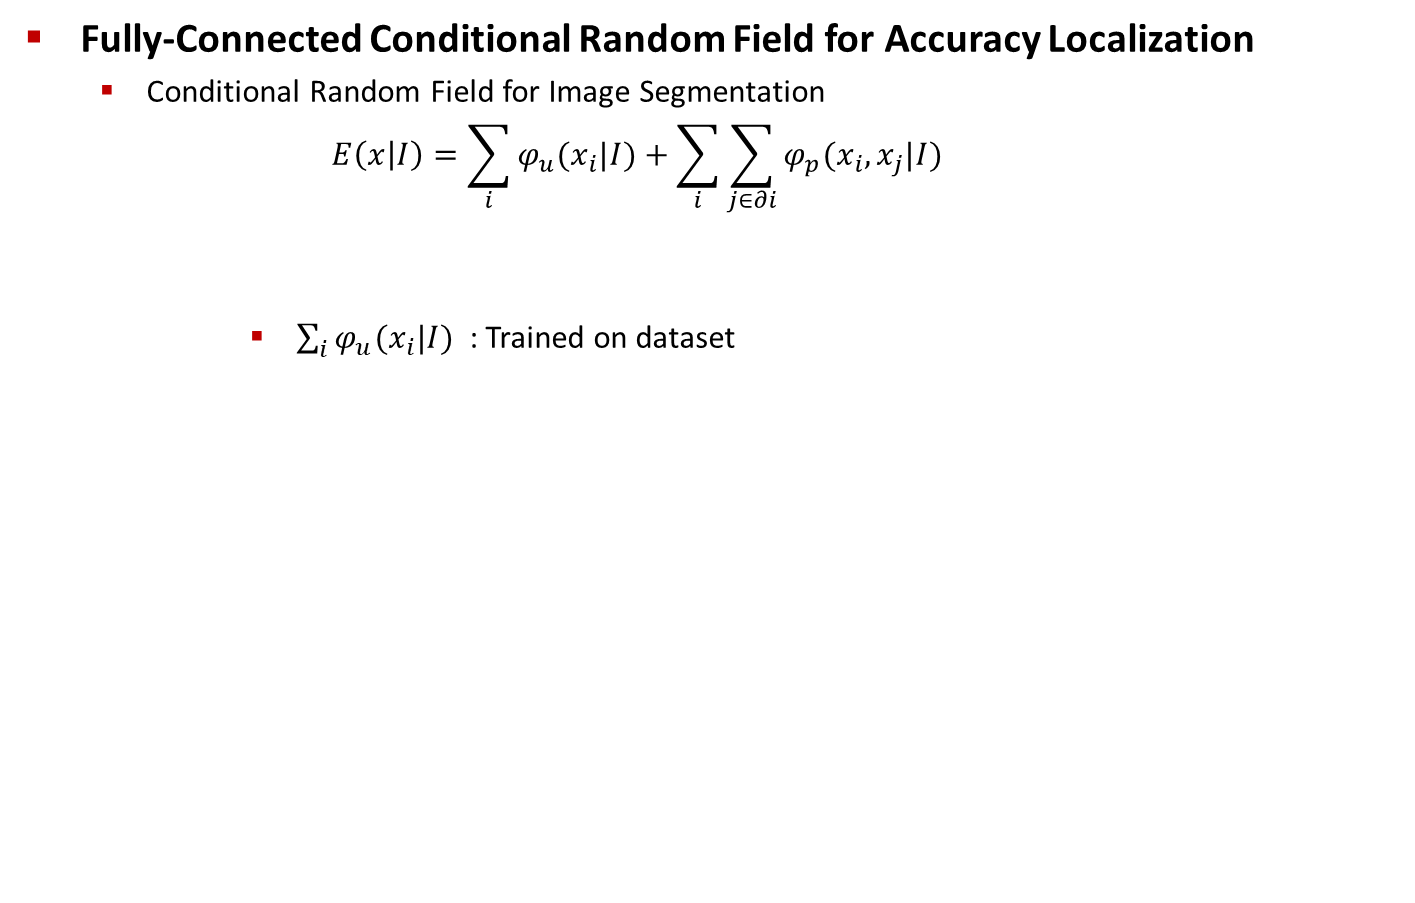 ▪ Fully-Connected Conditional Random Field for Accuracy Localization
▪ Conditional Random Field for Image Segmentation
E(x|I) = ∑_i φ_u(x_i|I) + ∑_i ∑_{j∈∂i} φ_p(x_i, x_j|I)
▪ ∑_i φ_u(x_i|I) : Trained on dataset